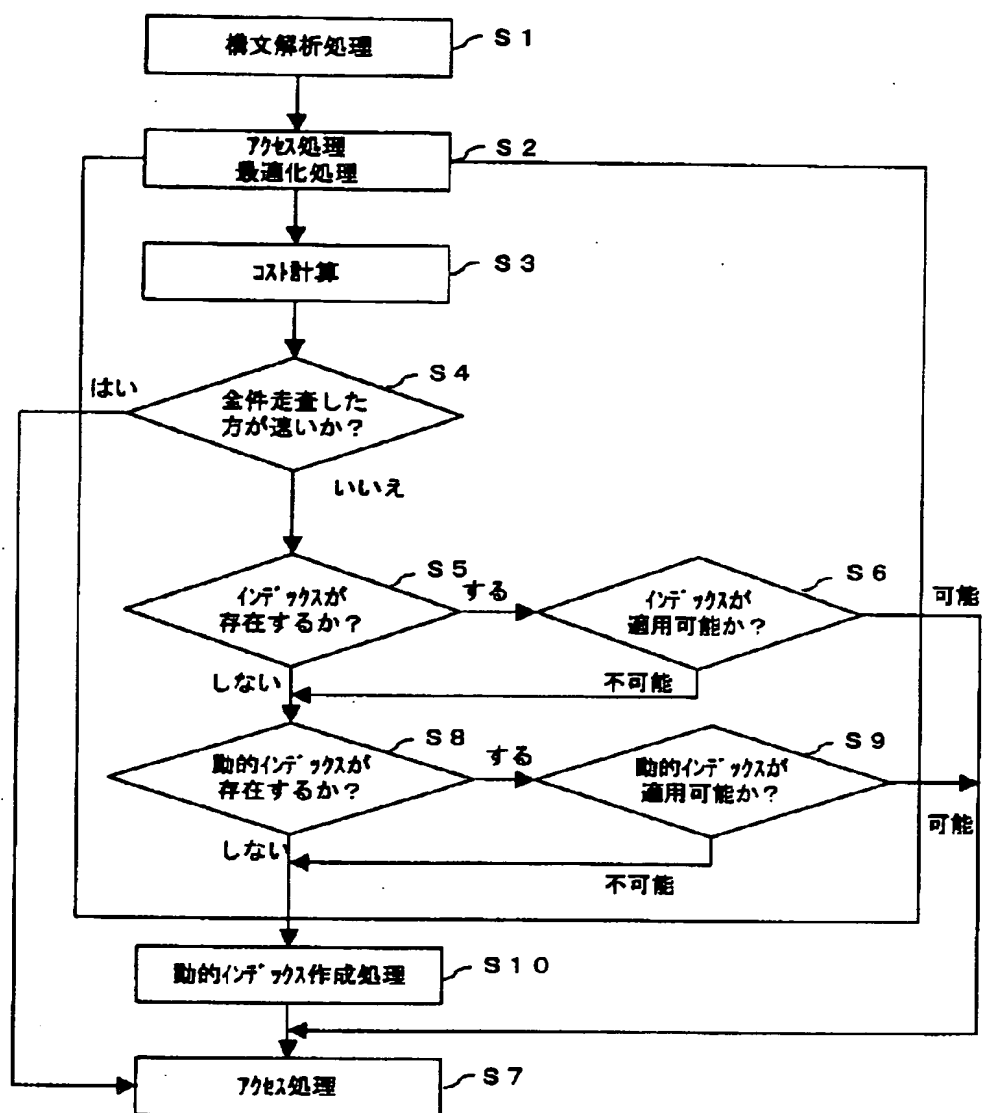 構文解析処理
S1
アクセス処理
最適化処理
S2
コスト計算
S3
全件走査した
方が速いか?
S4
はい
いいえ
インデックスが
存在するか?
S5
する
インデックスが
適用可能か?
S6
可能
しない
不可能
動的インデックスが
存在するか?
S8
する
動的インデックスが
適用可能か?
S9
可能
しない
不可能
動的インデックス作成処理
S10
アクセス処理
S7